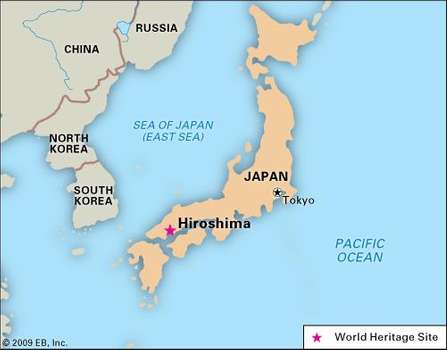 RUSSIA
CHINA
SEA OF JAPAN
(EAST SEA)
NORTH
KOREA
JAPAN
SOUTH
KOREA
Tokyo
Hiroshima
PACIFIC
OCEAN
World Heritage Site
© 2009 EB, Inc.